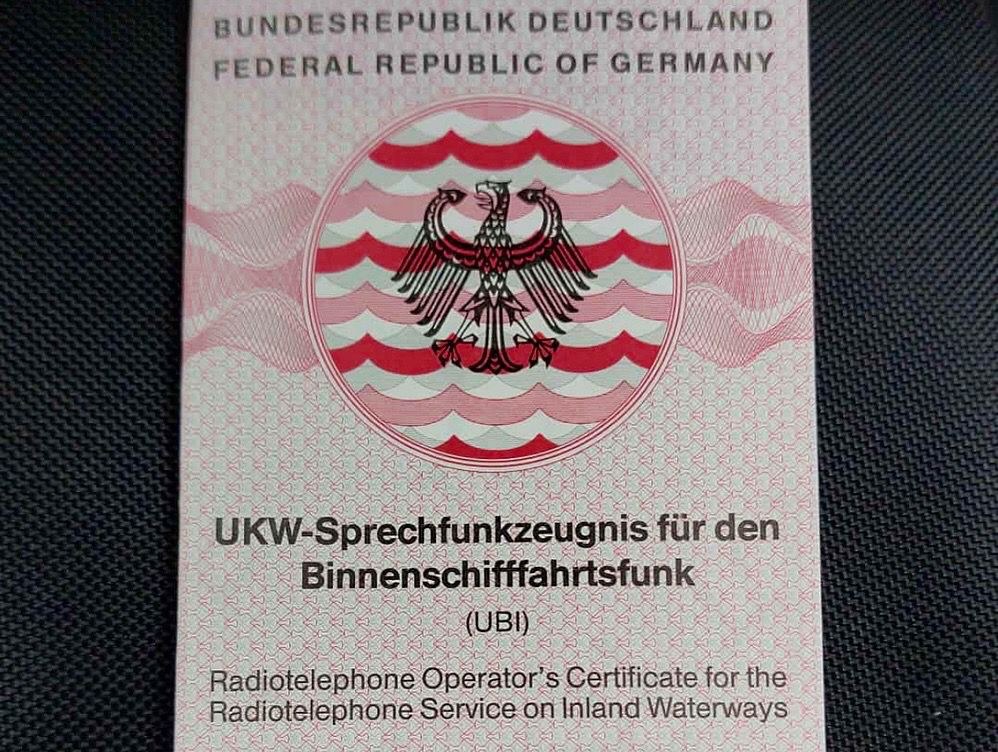 BUNDESREPUBLIK DEUTSCHLAND
FEDERAL REPUBLIC OF GERMANY
UKW-Sprechfunkzeugnis für den
Binnenschifffahrtsfunk
(UBI)
Radiotelephone Operator's Certificate for the
Radiotelephone Service on Inland Waterways